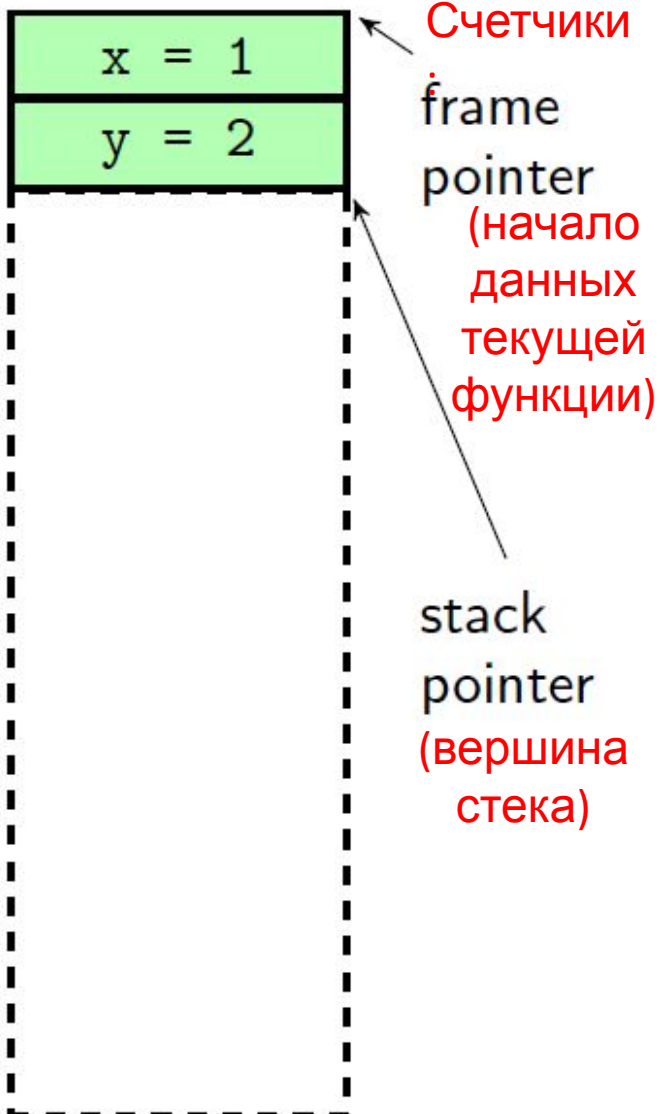 x = 1
y = 2
Счетчики
:
frame
pointer
(начало
данных
текущей
функции)
stack
pointer
(вершина
стека)